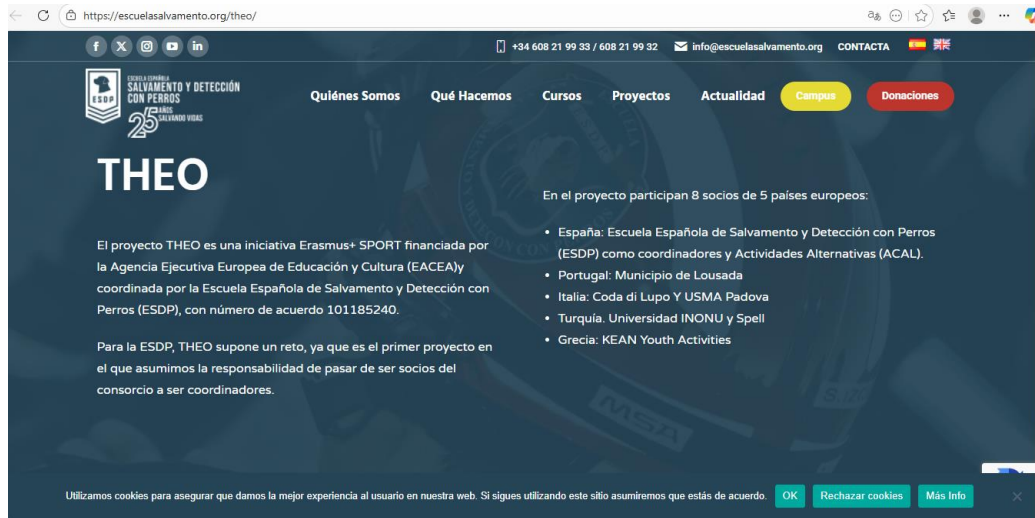 https://escuelasalvamento.org/theo/
+34 608 21 99 33 / 608 21 99 32
info@escuelasalvamento.org
CONTACTA
ESCUELA ESPAÑOLA
SALVAMENTO Y DETECCIÓN
CON PERROS
ESDP
25 AÑOS
SALVANDO VIDAS
Quiénes Somos
Qué Hacemos
Cursos
Proyectos
Actualidad
Campus
Donaciones
THEO
El proyecto THEO es una iniciativa Erasmus+ SPORT financiada por
la Agencia Ejecutiva Europea de Educación y Cultura (EACEA)y
coordinada por la Escuela Española de Salvamento y Detección con
Perros (ESDP), con número de acuerdo 101185240.
Para la ESDP, THEO supone un reto, ya que es el primer proyecto en
el que asumimos la responsabilidad de pasar de ser socios del
consorcio a ser coordinadores.
En el proyecto participan 8 socios de 5 países europeos:
• España: Escuela Española de Salvamento y Detección con Perros
(ESDP) como coordinadores y Actividades Alternativas (ACAL).
• Portugal: Municipio de Lousada
• Italia: Coda di Lupo Y USMA Padova
• Turquía. Universidad INONU y Spell
• Grecia: KEAN Youth Activities
MSA
Utilizamos cookies para asegurar que damos la mejor experiencia al usuario en nuestra web. Si sigues utilizando este sitio asumiremos que estás de acuerdo.
OK
Rechazar cookies
Más Info